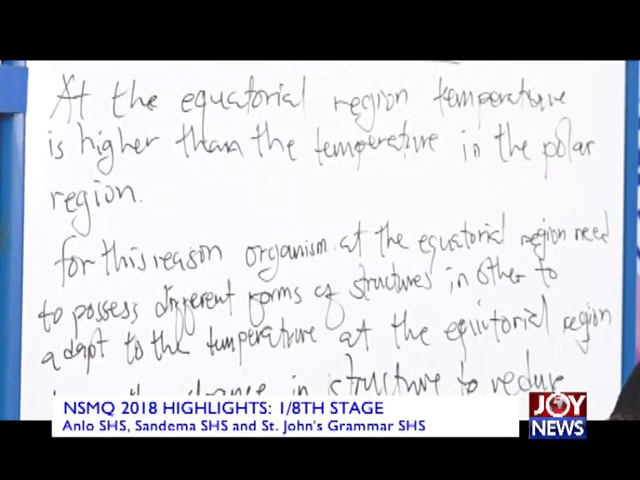 At the equatorial region temperature
is higher than the temperature in the polar
region.
for this reason organism at the equatorial region need
to possess different forms of structures in other to
adapt to the temperature at the equitorial region
in structure to reduce
NSMQ 2018 HIGHLIGHTS: 1/8TH STAGE
Anlo SHS, Sandema SHS and St. John's Grammar SHS
JOY
NEWS